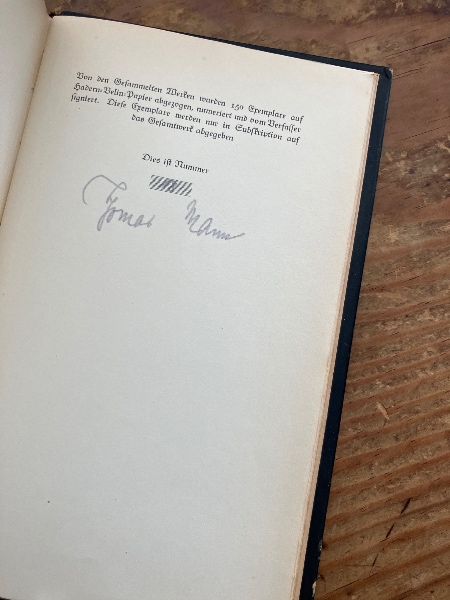 Von den Gesammelten Werken wurden 150 Exemplare auf
Hadern-Velin-Papier abgezogen, numeriert und vom Verfasser
signiert. Diese Exemplare werden nur in Subskription auf
das Gesamtwerk abgegeben
Dies ist Nummer
Thomas Mann